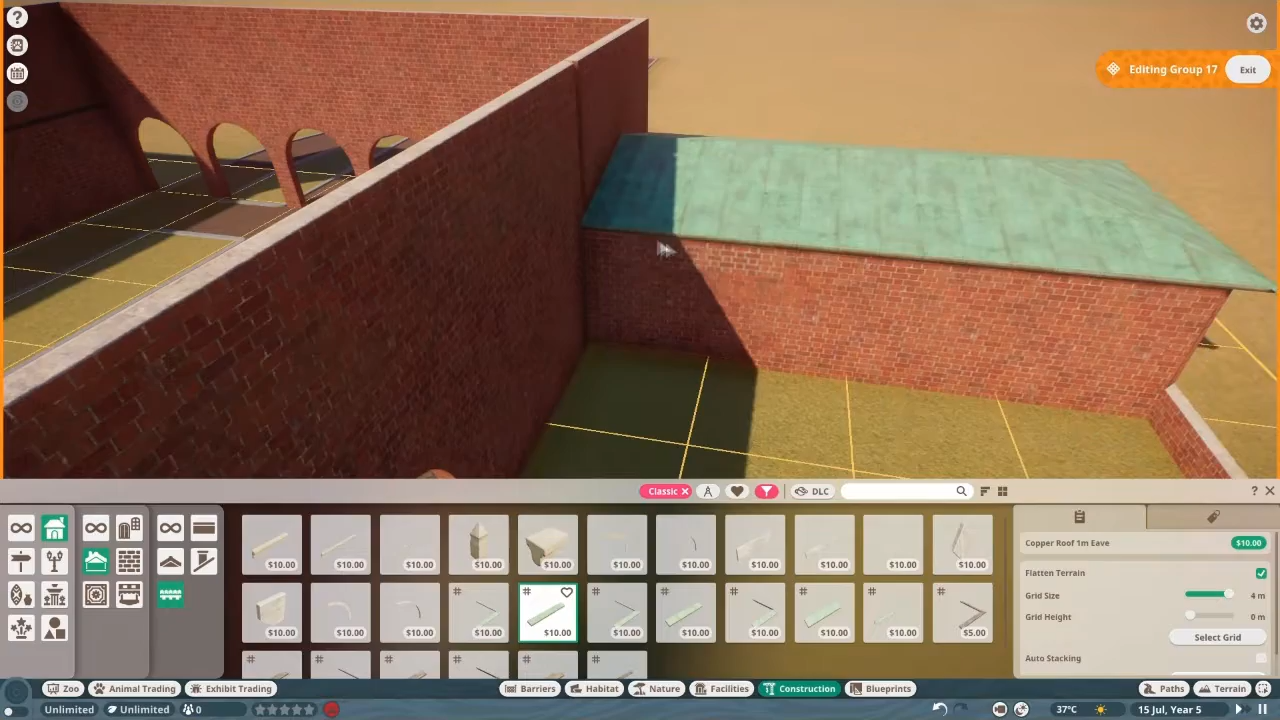 ?
Editing Group 17 Exit
Classic × DLC ? ×
$10.00 $10.00 $10.00 $10.00 $10.00 $10.00 $10.00 $10.00 $10.00 $10.00 $10.00
$10.00 $10.00 $10.00 $10.00 $10.00 $10.00 $10.00 $10.00 $10.00 $10.00 $5.00
Copper Roof 1m Eave $10.00
Flatten Terrain
Grid Size 4 m
Grid Height 0 m
Select Grid
Auto Stacking
Zoo Animal Trading Exhibit Trading Barriers Habitat Nature Facilities Construction Blueprints Paths Terrain
Unlimited Unlimited 0 37°C 15 Jul, Year 5